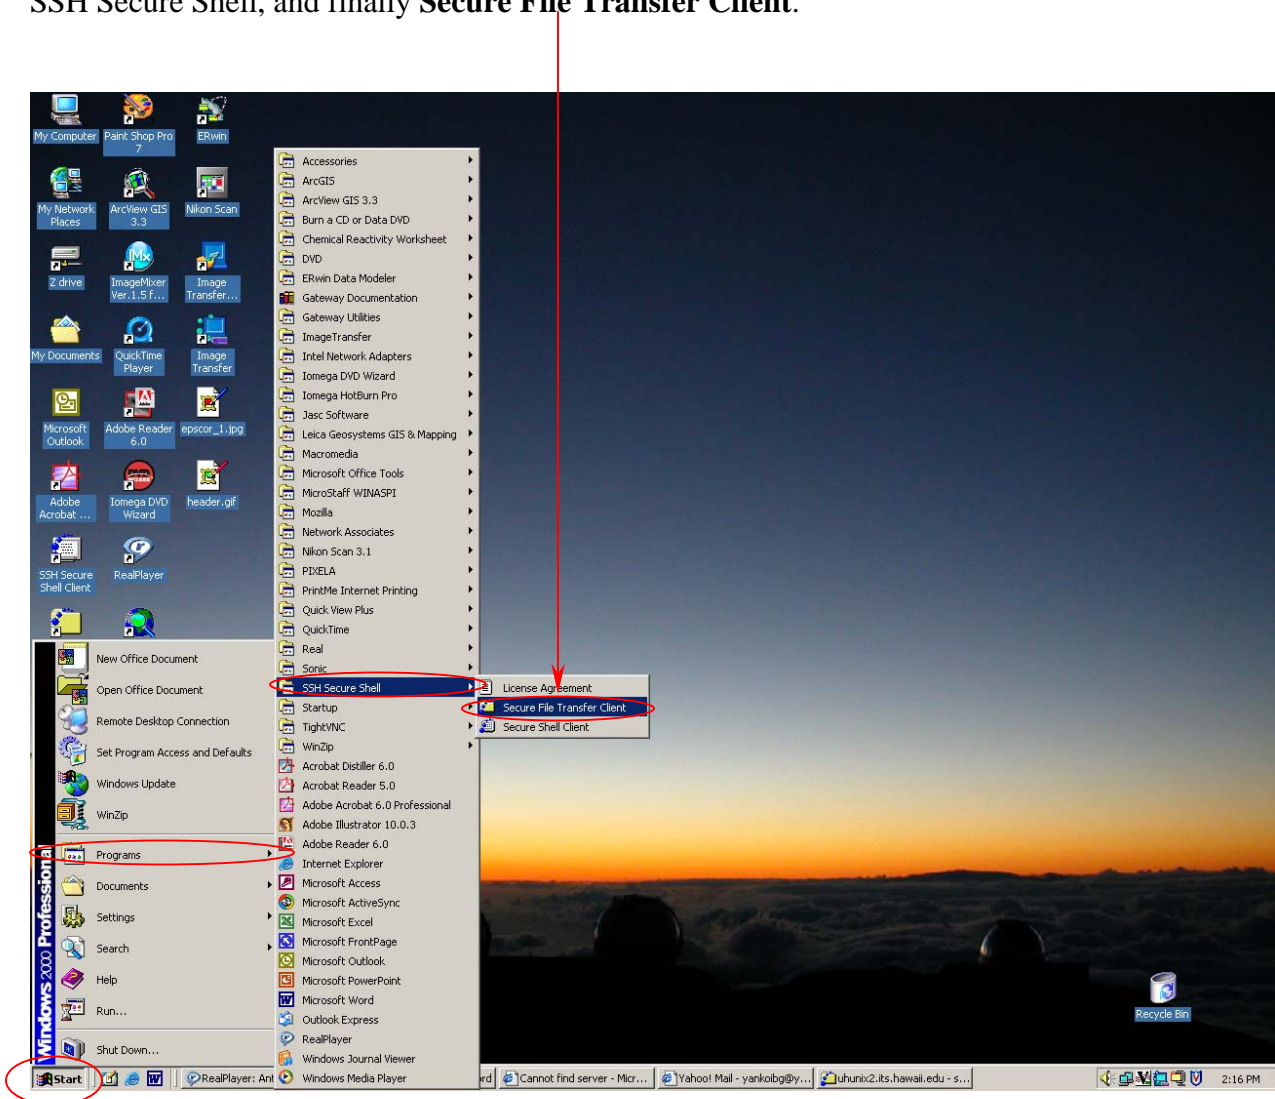 SSH Secure Shell, and finally Secure File Transfer Client.
My Computer
Paint Shop Pro
7
ERwin
My Network
Places
ArcView GIS
3.3
Nikon Scan
Z drive
ImageMixer
Ver.1.5 f...
Image
Transfer...
My Documents
QuickTime
Player
Image
Transfer
Microsoft
Outlook
Adobe Reader
6.0
epscor_1.jpg
Adobe
Acrobat ...
Iomega DVD
Wizard
header.gif
SSH Secure
Shell Client
RealPlayer
Accessories
ArcGIS
ArcView GIS 3.3
Burn a CD or Data DVD
Chemical Reactivity Worksheet
DVD
ERwin Data Modeler
Gateway Documentation
Gateway Utilities
ImageTransfer
Intel Network Adapters
Iomega DVD Wizard
Iomega HotBurn Pro
Jasc Software
Leica Geosystems GIS & Mapping
Macromedia
Microsoft Office Tools
MicroStaff WINASPI
Mozilla
Network Associates
Nikon Scan 3.1
PIXELA
PrintMe Internet Printing
Quick View Plus
QuickTime
Real
Sonic
SSH Secure Shell
Startup
TightVNC
WinZip
Acrobat Distiller 6.0
Acrobat Reader 5.0
Adobe Acrobat 6.0 Professional
Adobe Illustrator 10.0.3
Adobe Reader 6.0
Internet Explorer
Microsoft Access
Microsoft ActiveSync
Microsoft Excel
Microsoft FrontPage
Microsoft Outlook
Microsoft PowerPoint
Microsoft Word
Outlook Express
RealPlayer
Windows Journal Viewer
Windows Media Player
License Agreement
Secure File Transfer Client
Secure Shell Client
New Office Document
Open Office Document
Remote Desktop Connection
Set Program Access and Defaults
Windows Update
WinZip
Programs
Documents
Settings
Search
Help
Run...
Shut Down...
Windows 2000 Professional
Recycle Bin
Start
RealPlayer: Ant
Cannot find server - Micr...
Yahoo! Mail - yankoibg@y...
uhunix2.its.hawaii.edu - s...
2:16 PM